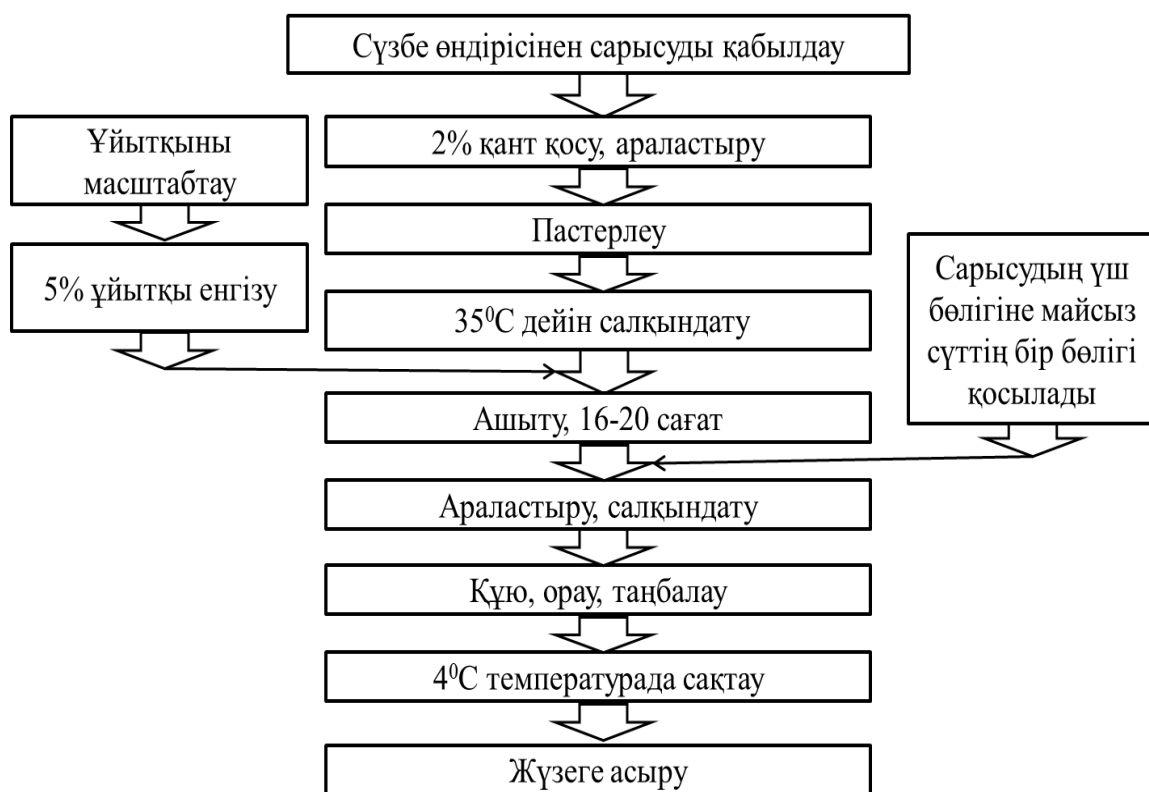 Сүзбе өндірісінен сарысуды қабылдау
Ұйытқыны
масштабтау
2% қант қосу, араластыру
Пастерлеу
5% ұйытқы енгізу
35⁰С дейін салқындату
Сарысудың үш
бөлігіне майсыз
сүттің бір бөлігі
қосылады
Ашыту, 16-20 сағат
Араластыру, салқындату
Құю, орау, таңбалау
4⁰С температурада сақтау
Жүзеге асыру